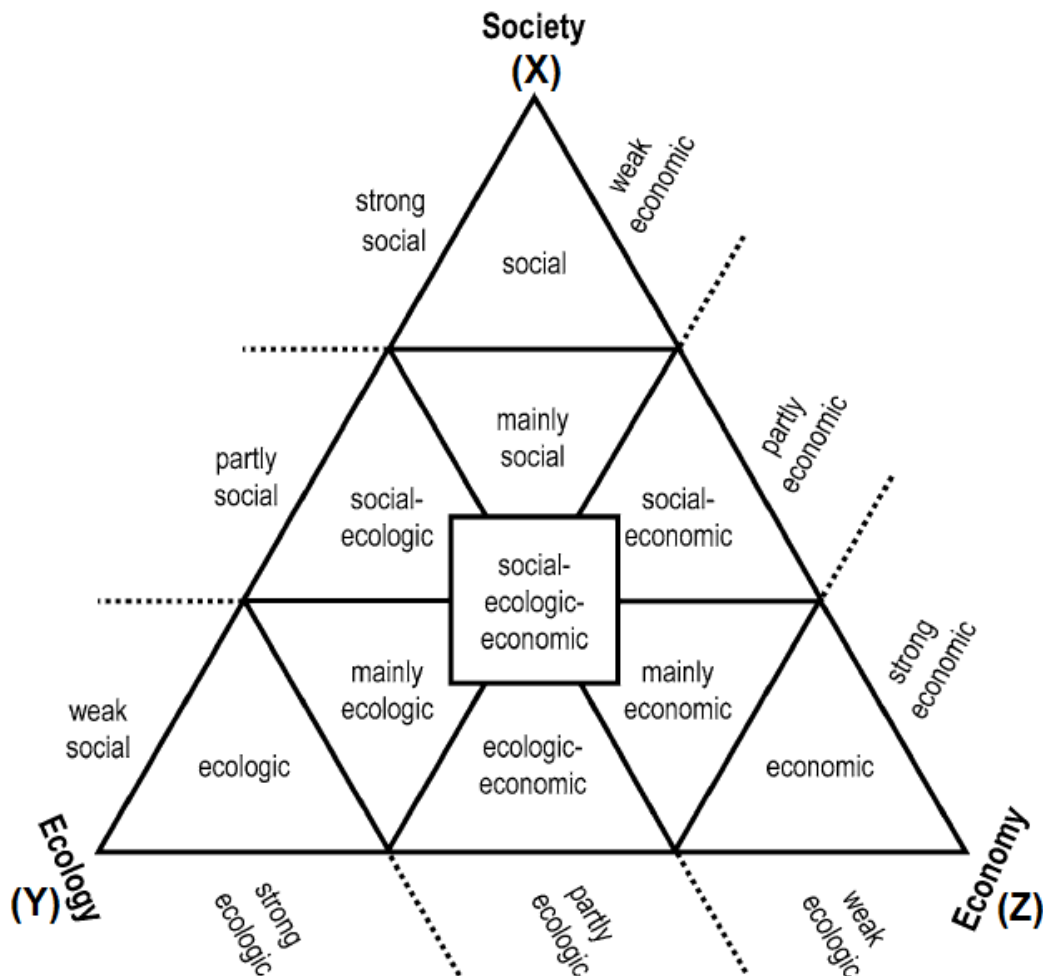 Society
(X)
weak
economic
strong
social
social
partly
economic
mainly
social
partly
social
social-
ecologic
social-
economic
social-
ecologic-
economic
strong
economic
mainly
ecologic
mainly
economic
weak
social
ecologic
ecologic-
economic
economic
Ecology
(Y)
Economy
(Z)
strong
ecologic
partly
ecologic
weak
ecologic